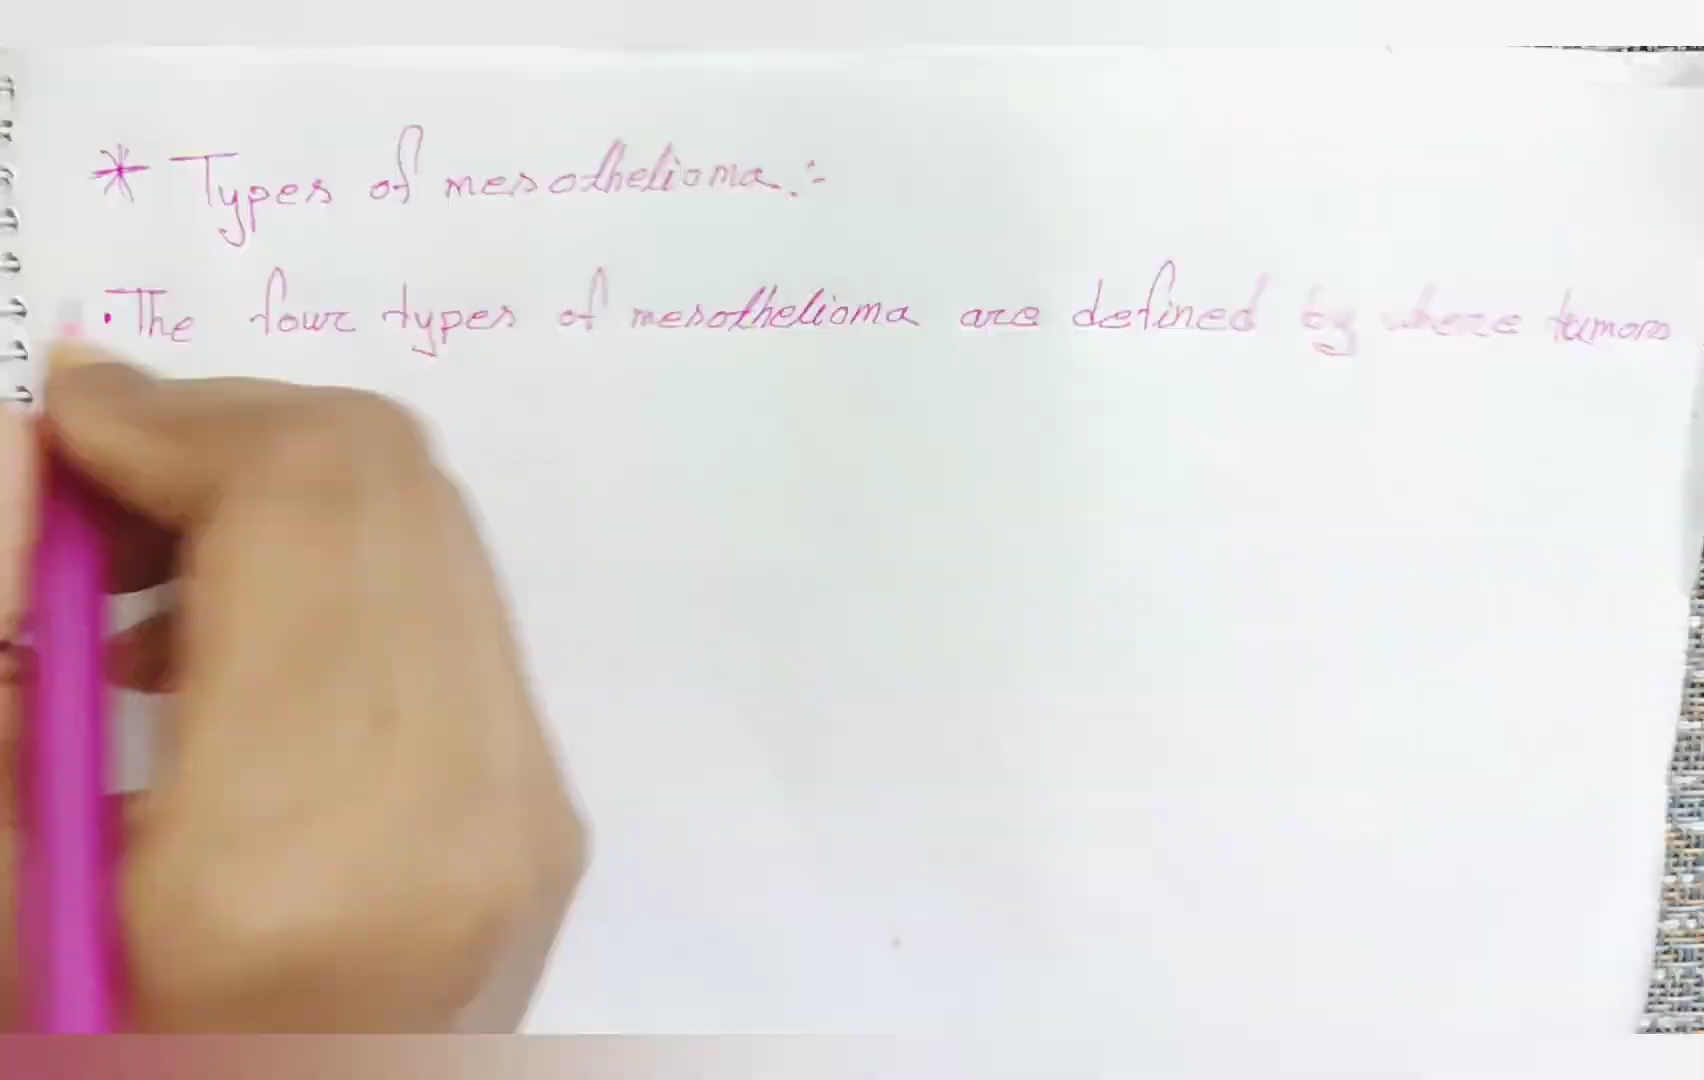 * Types of mesothelioma :-
• The four types of mesothelioma are defined by where tumors